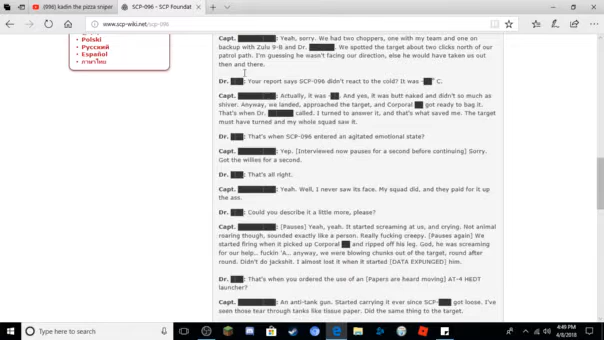 (096) kadin the pizza sniper
SCP-096 - SCP Foundat
www.scp-wiki.net/scp-096
Polski
Русский
Español
ภาษาไทย
Capt. ████: Yeah, sorry. We had two choppers, one with my team and one on
backup with Zulu 9-8 and Dr. ████. We spotted the target about two clicks north of our
patrol path. I'm guessing he wasn't facing our direction, else he would have taken us out
then and there.
Dr. ██: Your report says SCP-096 didn't react to the cold? It was -██° C.
Capt. ████: Actually, it was -██. And yes, it was butt naked and didn't so much as
shiver. Anyway, we landed, approached the target, and Corporal ██ got ready to bag it.
That's when Dr. ████ called. I turned to answer it, and that's what saved me. The target
must have turned and my whole squad saw it.
Dr. ██: That's when SCP-096 entered an agitated emotional state?
Capt. ████: Yep. [Interviewed now pauses for a second before continuing] Sorry.
Got the willies for a second.
Dr. ██: That's all right.
Capt. ████: Yeah. Well, I never saw its face. My squad did, and they paid for it up
the ass.
Dr. ██: Could you describe it a little more, please?
Capt. ████: [Pauses] Yeah, yeah. It started screaming at us, and crying. Not animal
roaring though, sounded exactly like a person. Really fucking creepy. [Pauses again] We
started firing when it picked up Corporal ██ and ripped off his leg. God, he was screaming
for our help... fuckin 'A... anyway, we were blowing chunks out of the target, round after
round. Didn't do jackshit. I almost lost it when it started [DATA EXPUNGED] him.
Dr. ██: That's when you ordered the use of an [Papers are heard moving] AT-4 HEDT
launcher?
Capt. ████: An anti-tank gun. Started carrying it ever since SCP-███ got loose. I've
seen those tear through tanks like tissue paper. Did the same thing to the target.
Type here to search
4:49 PM
4/8/2018